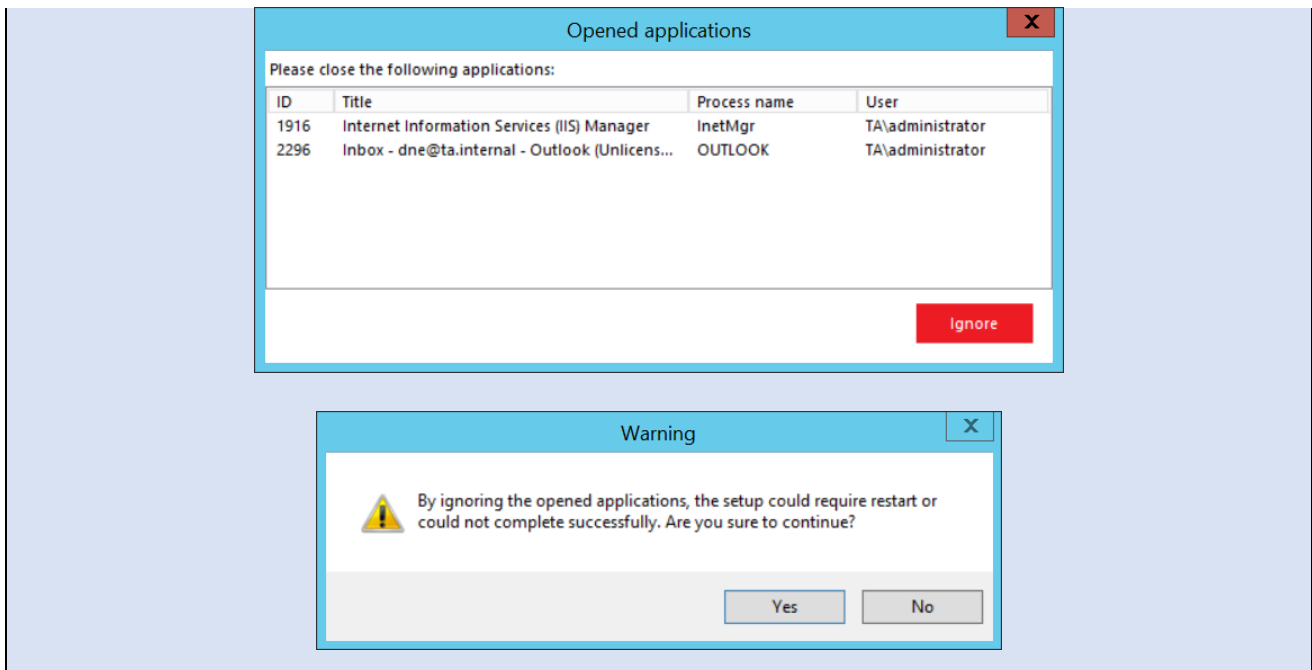 Opened applications
X
Please close the following applications:
ID Title Process name User
1916 Internet Information Services (IIS) Manager InetMgr TA\administrator
2296 Inbox - dne@ta.internal - Outlook (Unlicens... OUTLOOK TA\administrator
Ignore
Warning
X
By ignoring the opened applications, the setup could require restart or
could not complete successfully. Are you sure to continue?
Yes No